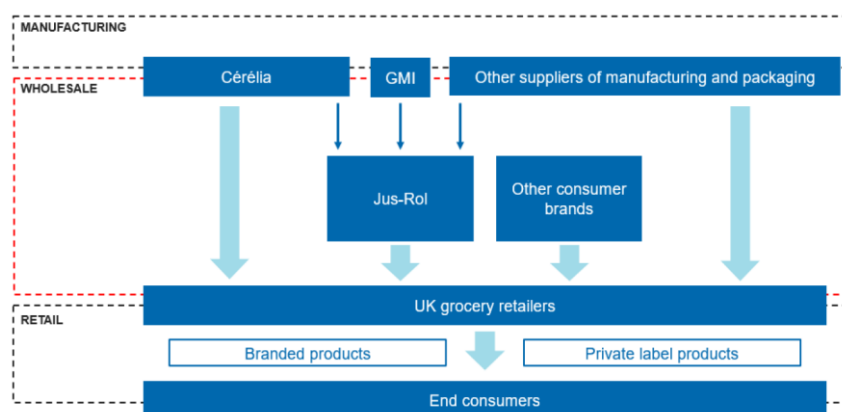 MANUFACTURING
Cérélia
GMI
Other suppliers of manufacturing and packaging
WHOLESALE
Jus-Rol
Other consumer
brands
UK grocery retailers
RETAIL
Branded products
Private label products
End consumers